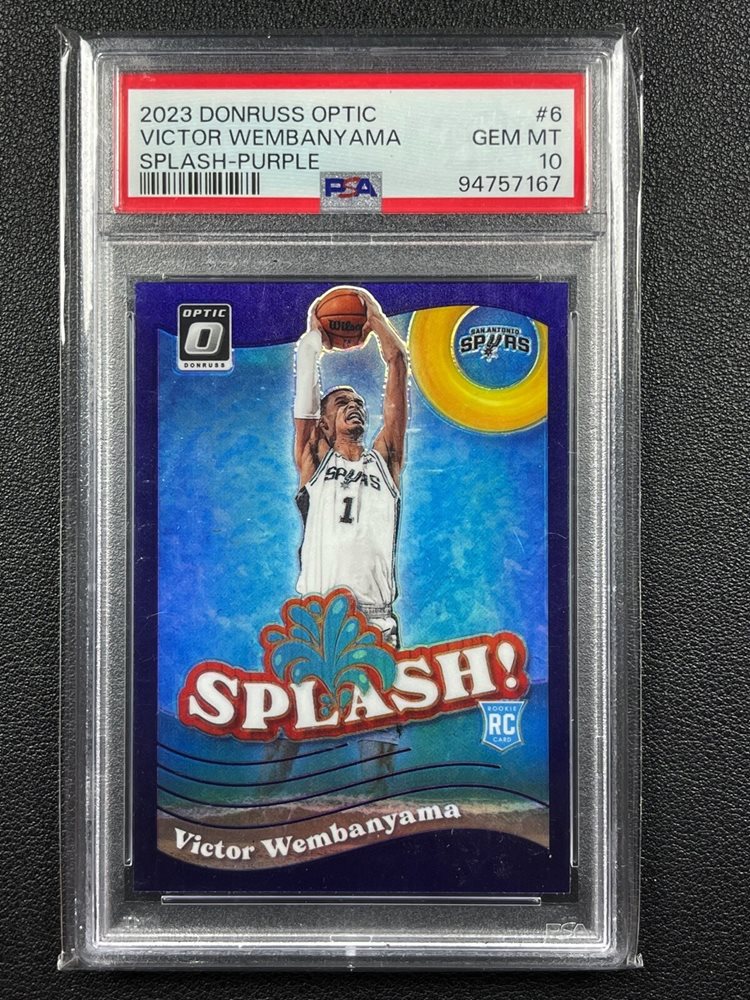 2023 DONRUSS OPTIC #6
VICTOR WEMBANYAMA GEM MT
SPLASH-PURPLE 10
PSA 94757167
OPTIC
O
DONRUSS
Wilson
SAN ANTONIO
SPURS
SPURS
1
SPLASH!
ROOKIE
RC
CARD
Victor Wembanyama
PSA